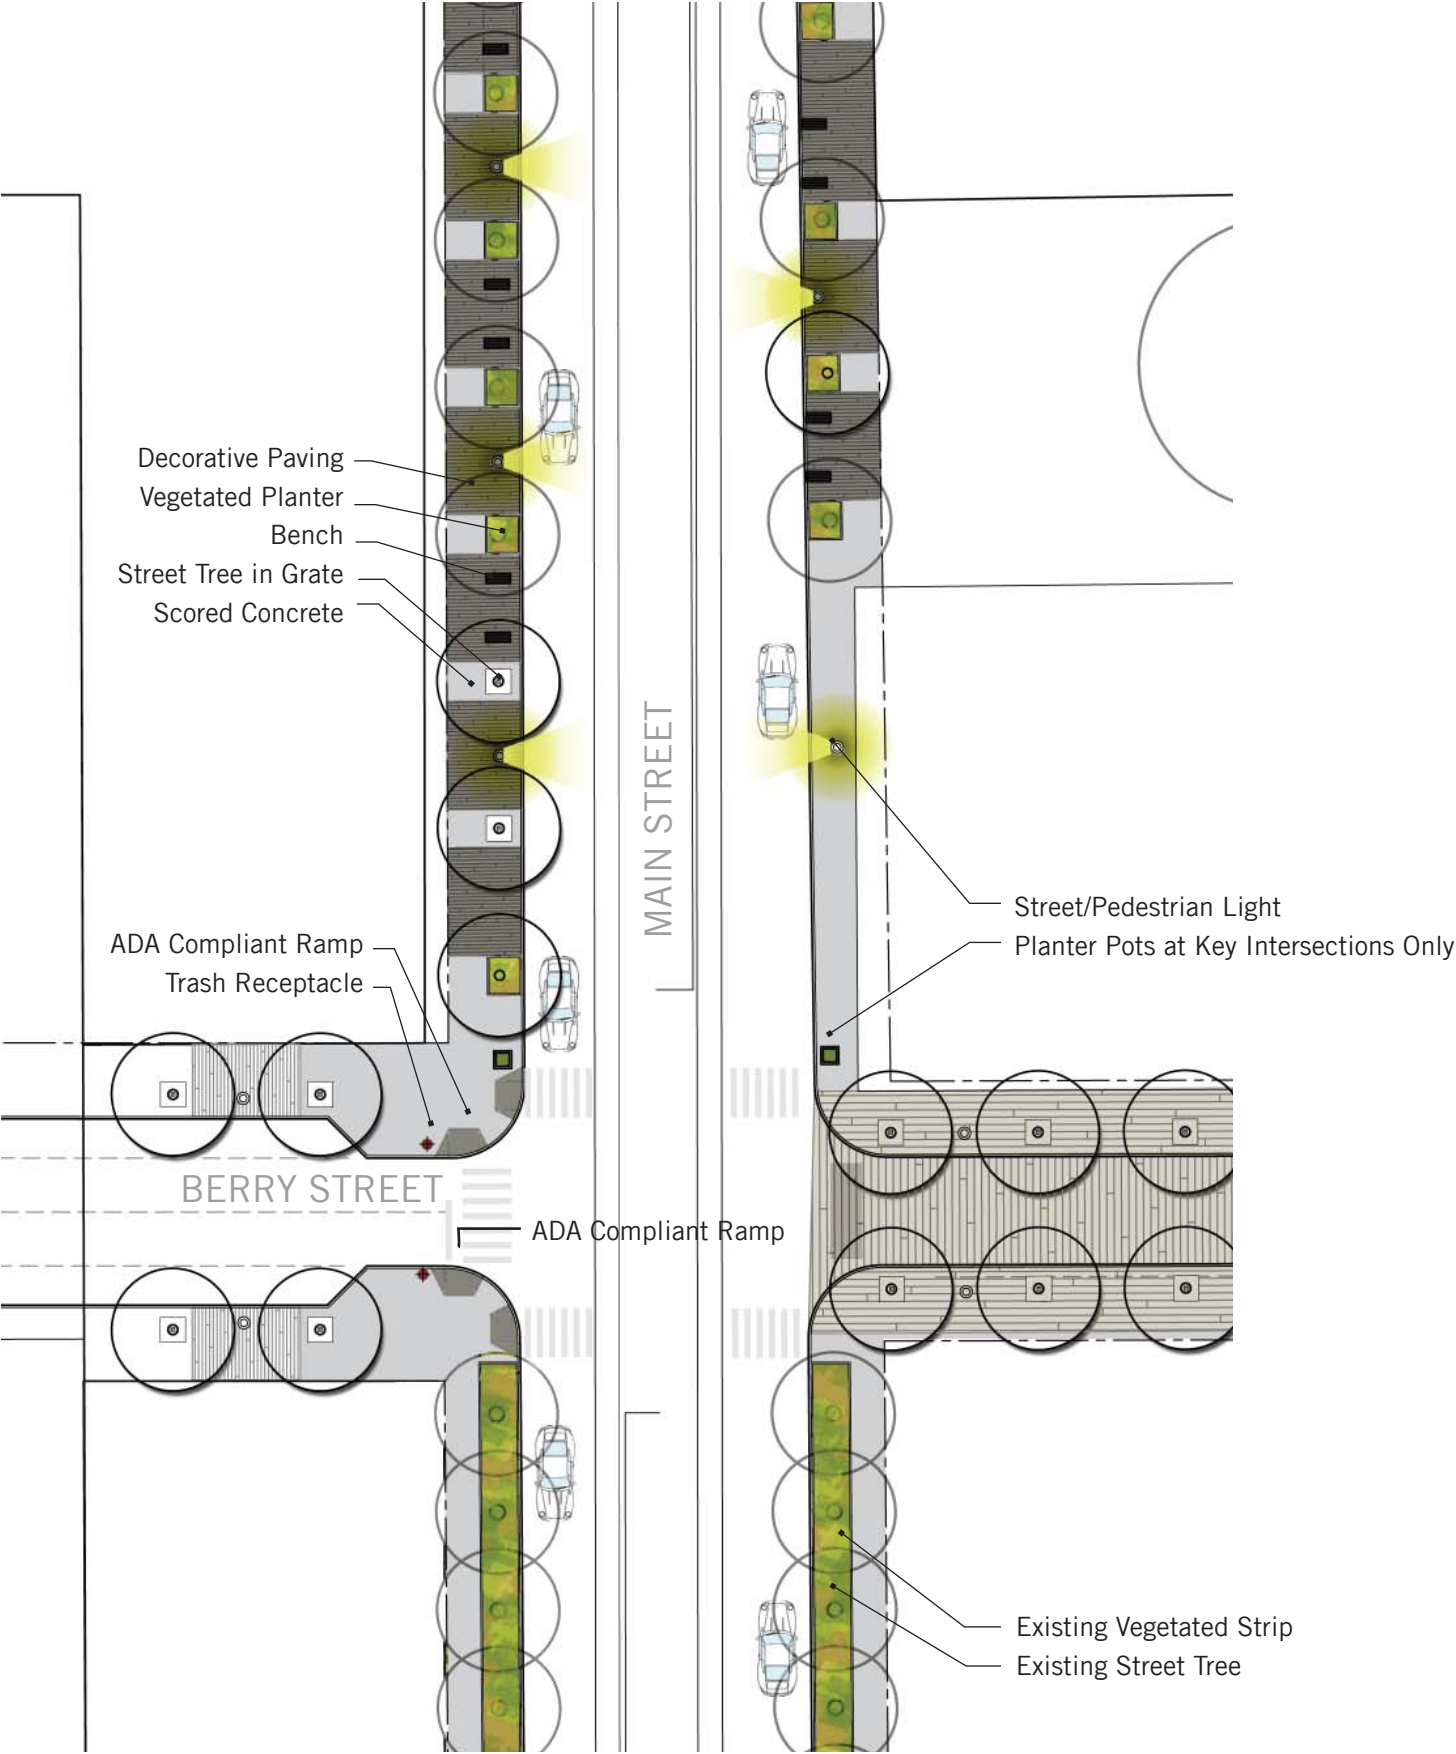 Decorative Paving
Vegetated Planter
Bench
Street Tree in Grate
Scored Concrete
MAIN STREET
Street/Pedestrian Light
Planter Pots at Key Intersections Only
ADA Compliant Ramp
Trash Receptacle
BERRY STREET
ADA Compliant Ramp
Existing Vegetated Strip
Existing Street Tree